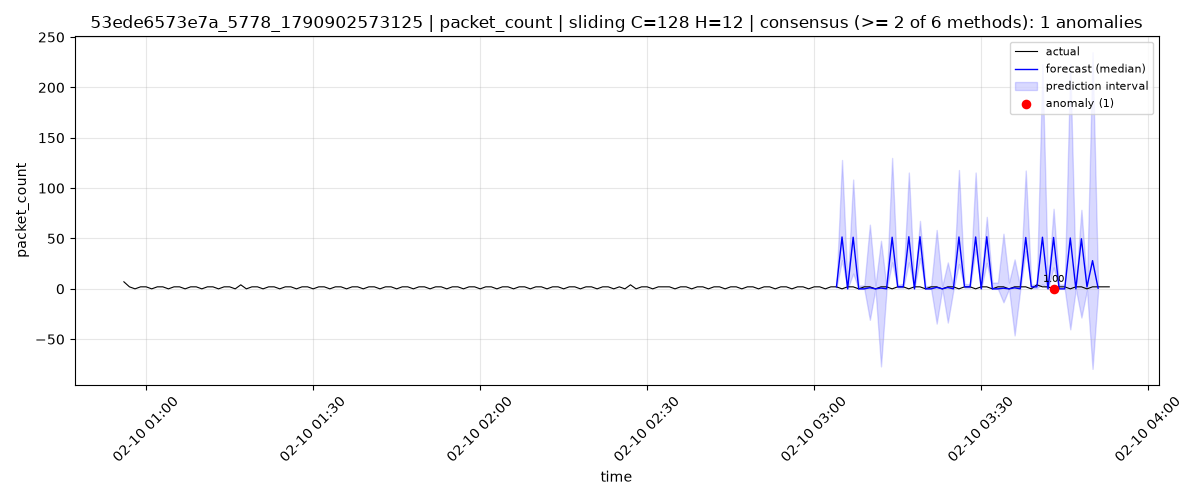 53ede6573e7a_5778_1790902573125 | packet_count | sliding C=128 H=12 | consensus (>= 2 of 6 methods): 1 anomalies
actual
forecast (median)
prediction interval
anomaly (1)
250
200
150
100
50
0
−50
packet_count
1.00
02-10 01:00
02-10 01:30
02-10 02:00
02-10 02:30
02-10 03:00
02-10 03:30
02-10 04:00
time